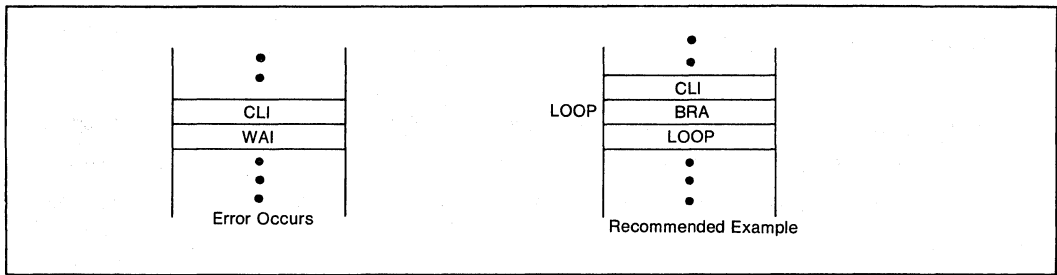 CLI
WAI
Error Occurs
CLI
LOOP BRA
LOOP
Recommended Example